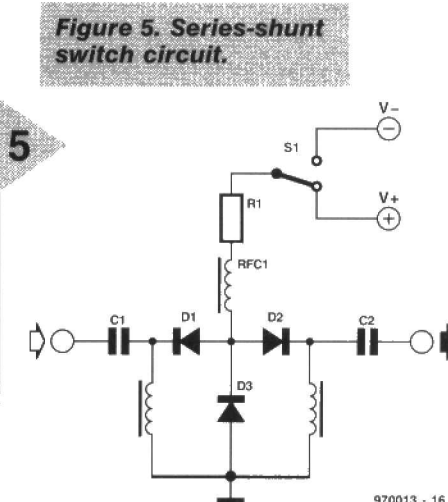 Figure 5. Series-shunt
switch circuit.
5
V−
S1
V+
R1
RFC1
C1
D1
D2
C2
D3
970013 - 16